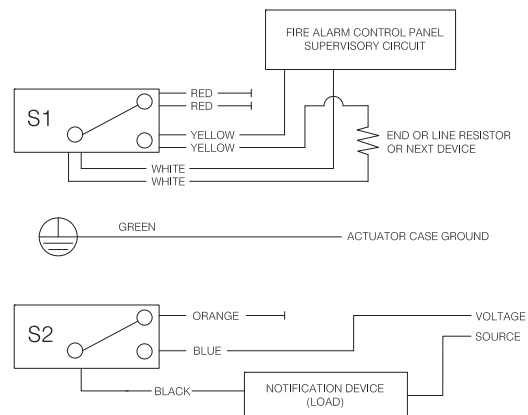 FIRE ALARM CONTROL PANEL
SUPERVISORY CIRCUIT
S1
RED
RED
YELLOW
YELLOW
END OR LINE RESISTOR
OR NEXT DEVICE
WHITE
WHITE
GREEN
ACTUATOR CASE GROUND
S2
ORANGE
VOLTAGE
SOURCE
BLUE
BLACK
NOTIFICATION DEVICE
(LOAD)